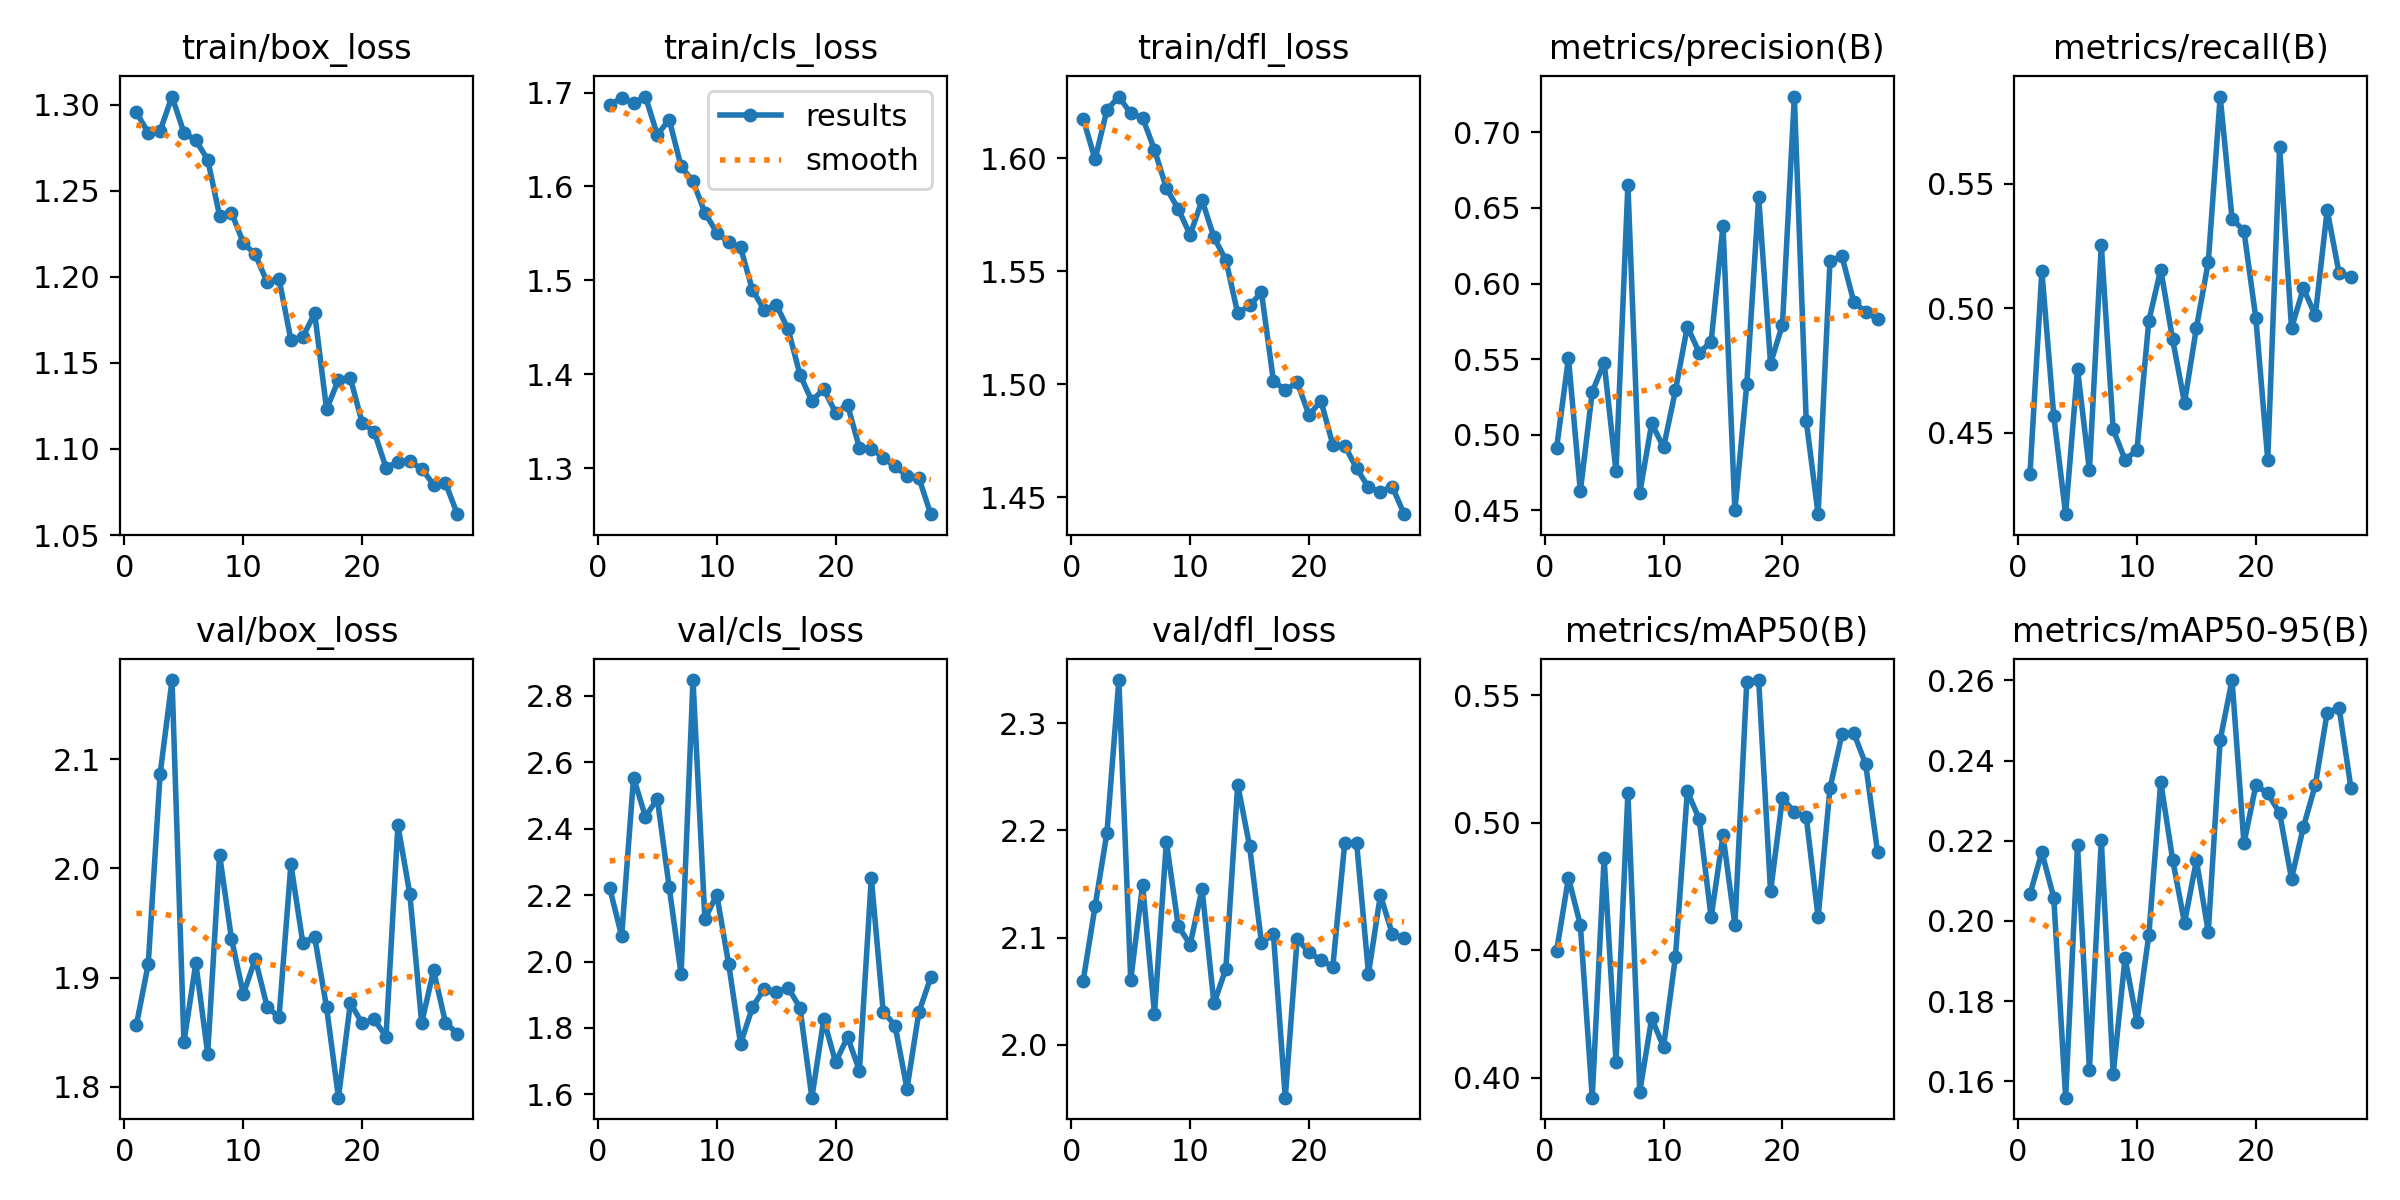 train/box_loss
1.30
1.25
1.20
1.15
1.10
1.05
0 10 20
train/cls_loss
results
smooth
1.7
1.6
1.5
1.4
1.3
0 10 20
train/dfl_loss
1.60
1.55
1.50
1.45
0 10 20
metrics/precision(B)
0.70
0.65
0.60
0.55
0.50
0.45
0 10 20
metrics/recall(B)
0.55
0.50
0.45
0 10 20
val/box_loss
2.1
2.0
1.9
1.8
0 10 20
val/cls_loss
2.8
2.6
2.4
2.2
2.0
1.8
1.6
0 10 20
val/dfl_loss
2.3
2.2
2.1
2.0
0 10 20
metrics/mAP50(B)
0.55
0.50
0.45
0.40
0 10 20
metrics/mAP50-95(B)
0.26
0.24
0.22
0.20
0.18
0.16
0 10 20